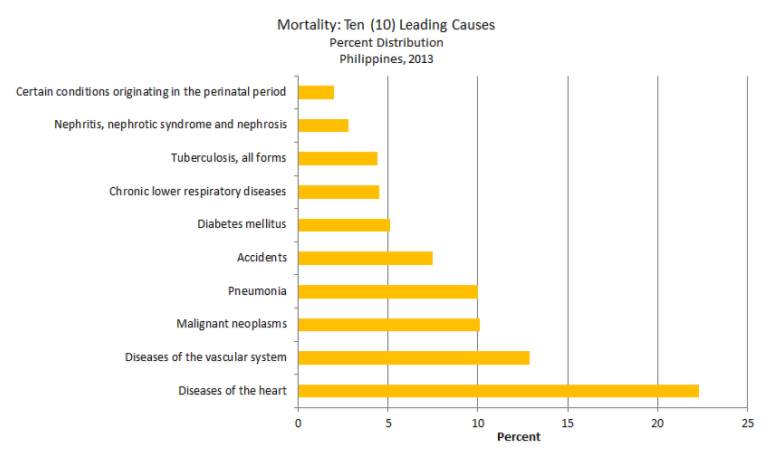 Mortality: Ten (10) Leading Causes
Percent Distribution
Philippines, 2013
Certain conditions originating in the perinatal period
Nephritis, nephrotic syndrome and nephrosis
Tuberculosis, all forms
Chronic lower respiratory diseases
Diabetes mellitus
Accidents
Pneumonia
Malignant neoplasms
Diseases of the vascular system
Diseases of the heart
0 5 10 15 20 25
Percent